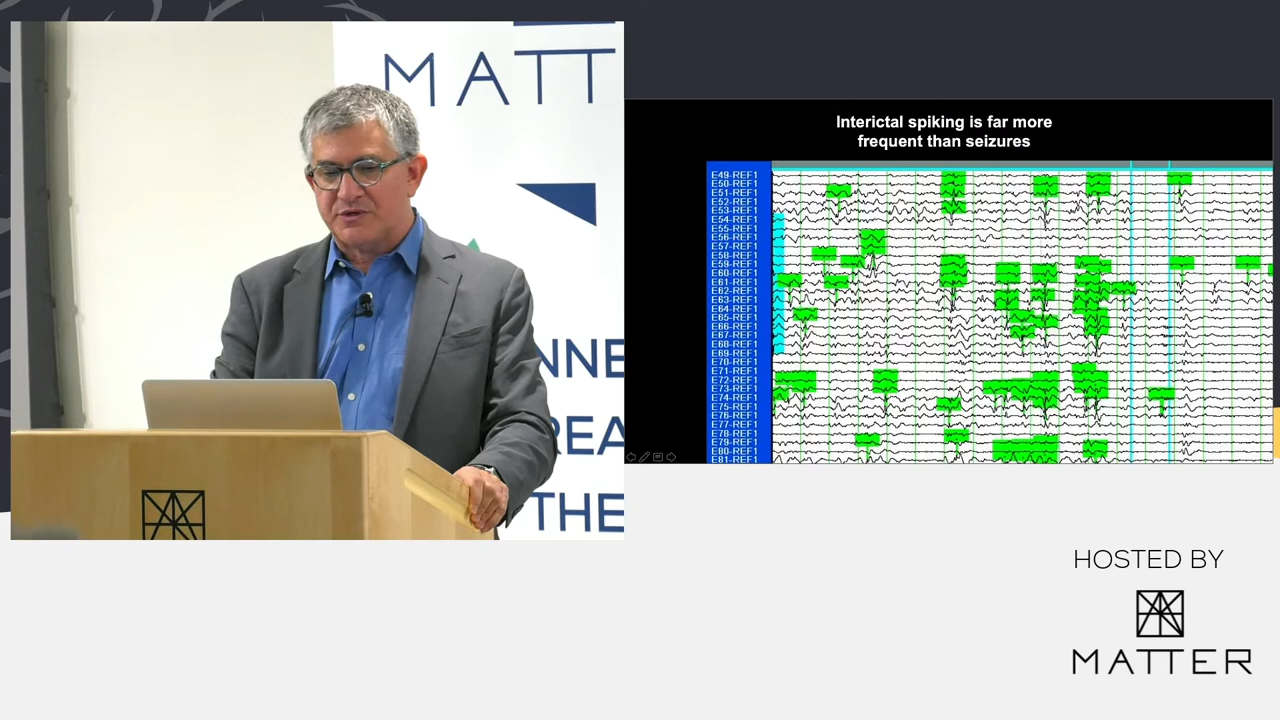 MATT
NNE
REA
THE
Interictal spiking is far more
frequent than seizures
E49-REF1
E50-REF1
E51-REF1
E52-REF1
E53-REF1
E54-REF1
E55-REF1
E56-REF1
E57-REF1
E58-REF1
E59-REF1
E60-REF1
E61-REF1
E62-REF1
E63-REF1
E64-REF1
E65-REF1
E66-REF1
E67-REF1
E68-REF1
E69-REF1
E70-REF1
E71-REF1
E72-REF1
E73-REF1
E74-REF1
E75-REF1
E76-REF1
E77-REF1
E78-REF1
E79-REF1
E80-REF1
E81-REF1
HOSTED BY
MATTER